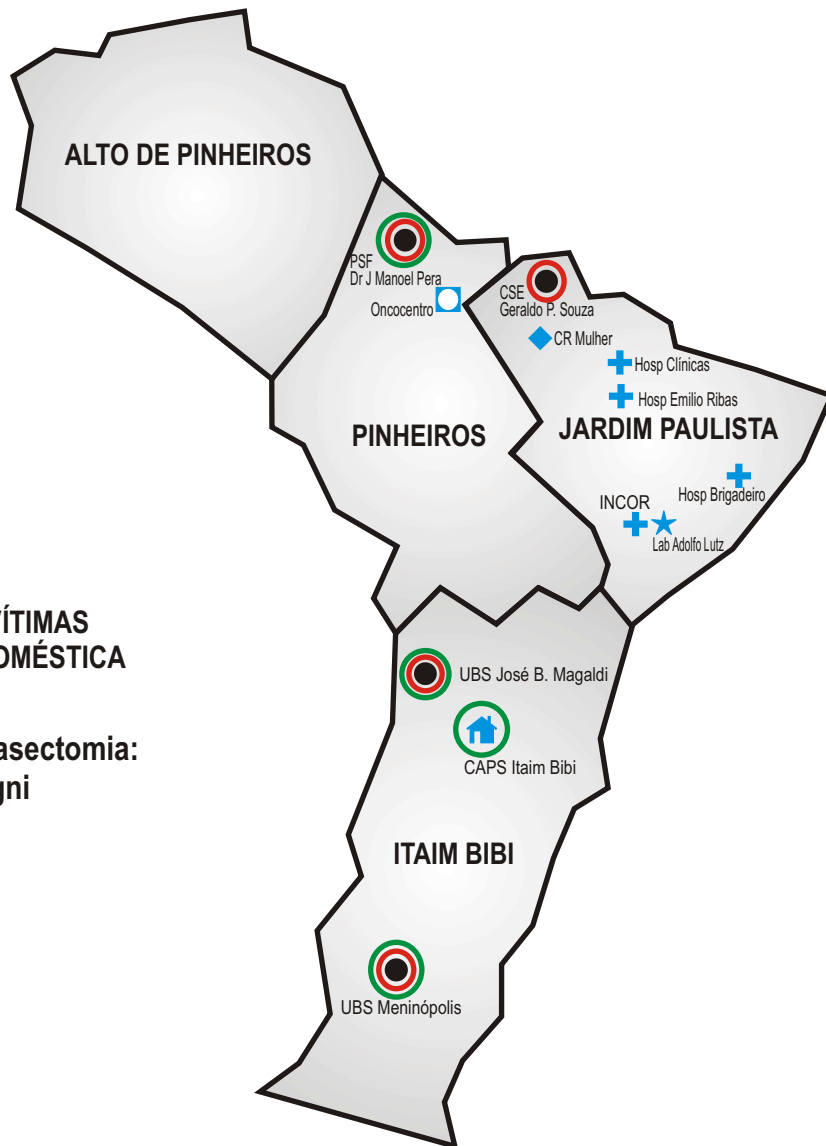 ALTO DE PINHEIROS
PSF
Dr J Manoel Pera
Oncocentro
CSE
Geraldo P. Souza
CR Mulher
Hosp Clínicas
Hosp Emilio Ribas
PINHEIROS
JARDIM PAULISTA
Hosp Brigadeiro
INCOR
Lab Adolfo Lutz
VÍTIMAS
OMÉSTICA
asectomia:
gni
UBS José B. Magaldi
CAPS Itaim Bibi
ITAIM BIBI
UBS Meninópolis